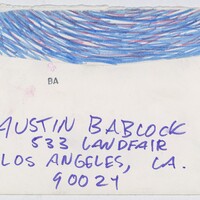 BA
AUSTIN BABCOCK
533 LANDFAIR
LOS ANGELES, CA.
90024